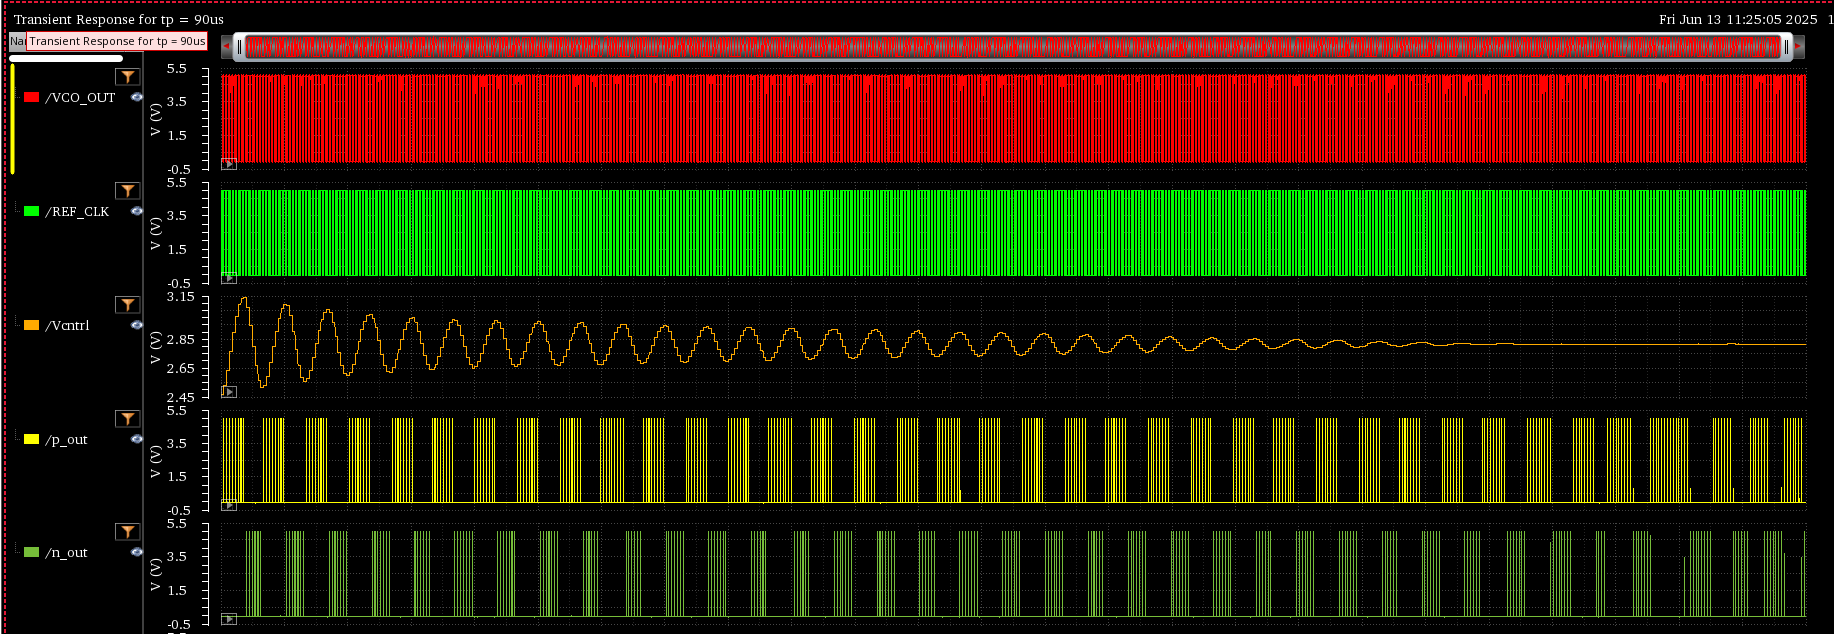 Transient Response for tp = 90us
Fri Jun 13 11:25:05 2025 1
Transient Response for tp = 90us
/VCO_OUT
V (V)
5.5
3.5
1.5
-0.5
/REF_CLK
V (V)
5.5
3.5
1.5
-0.5
/Vcntrl
V (V)
3.15
2.85
2.65
2.45
/p_out
V (V)
5.5
3.5
1.5
-0.5
/n_out
V (V)
5.5
3.5
1.5
-0.5